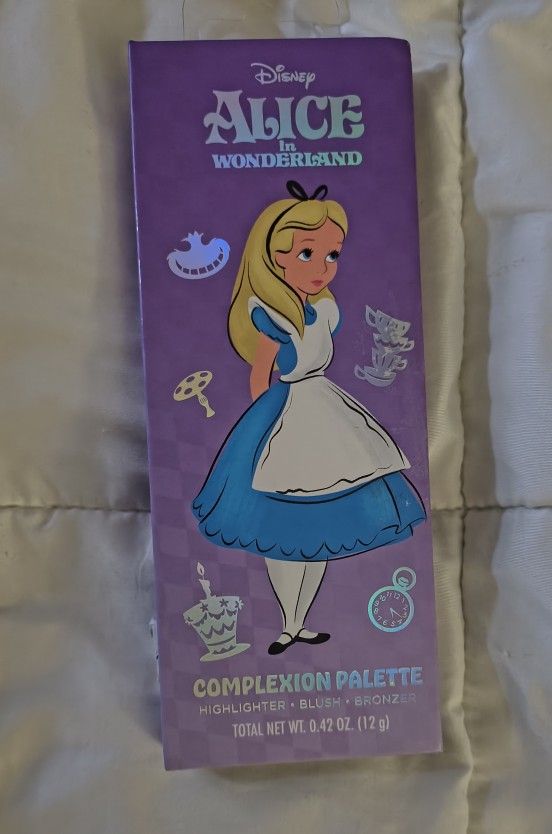 Disney
ALICE
In
WONDERLAND
COMPLEXION PALETTE
HIGHLIGHTER • BLUSH • BRONZER
TOTAL NET WT. 0.42 OZ. (12 g)